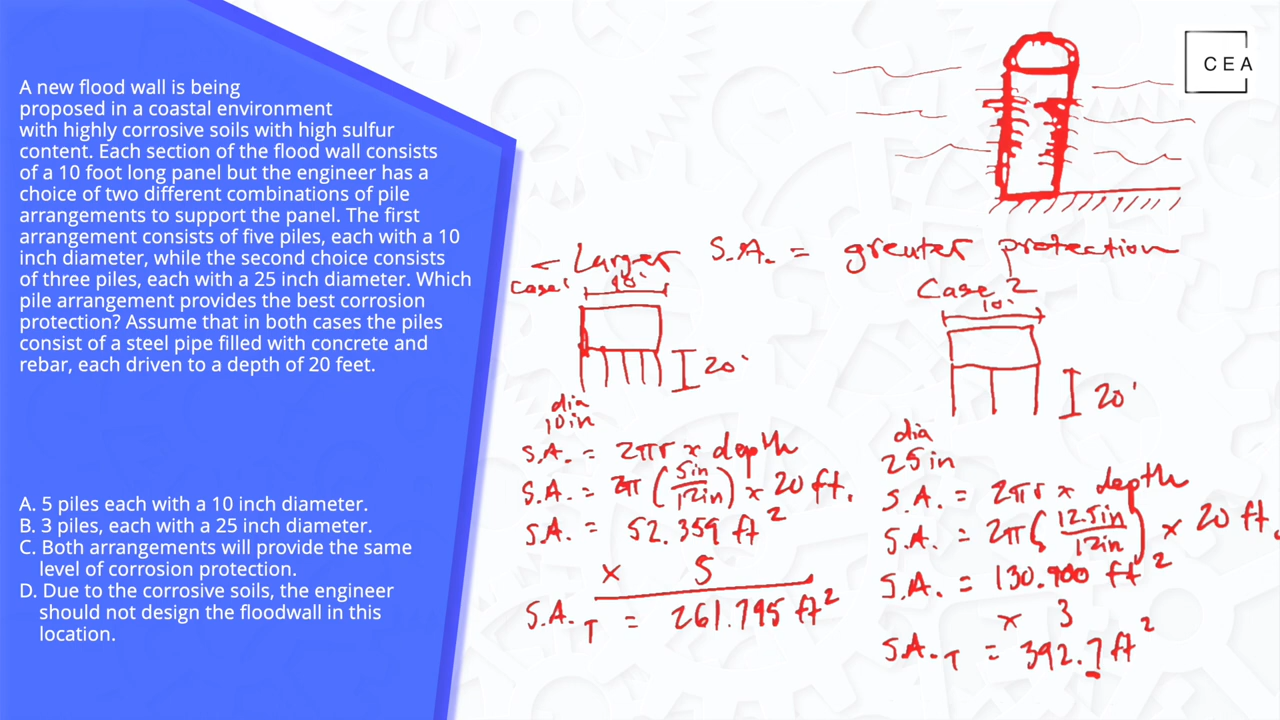 A new flood wall is being
proposed in a coastal environment
with highly corrosive soils with high sulfur
content. Each section of the flood wall consists
of a 10 foot long panel but the engineer has a
choice of two different combinations of pile
arrangements to support the panel. The first
arrangement consists of five piles, each with a 10
inch diameter, while the second choice consists
of three piles, each with a 25 inch diameter. Which
pile arrangement provides the best corrosion
protection? Assume that in both cases the piles
consist of a steel pipe filled with concrete and
rebar, each driven to a depth of 20 feet.
A. 5 piles each with a 10 inch diameter.
B. 3 piles, each with a 25 inch diameter.
C. Both arrangements will provide the same
level of corrosion protection.
D. Due to the corrosive soils, the engineer
should not design the floodwall in this
location.
CEA
- Larger S.A. = greater protection
Case 1
10'
20'
dia
10in
S.A. = 2πr x depth
S.A. = 2π (5in/12in) x 20 ft.
S.A. = 52.359 ft²
x 5
S.A.T = 261.795 ft²
Case 2
10'
20'
dia
25in
S.A. = 2πr x depth
S.A. = 2π (12.5in/12in) x 20 ft.
S.A. = 130.900 ft²
x 3
S.A.T = 392.7 ft²